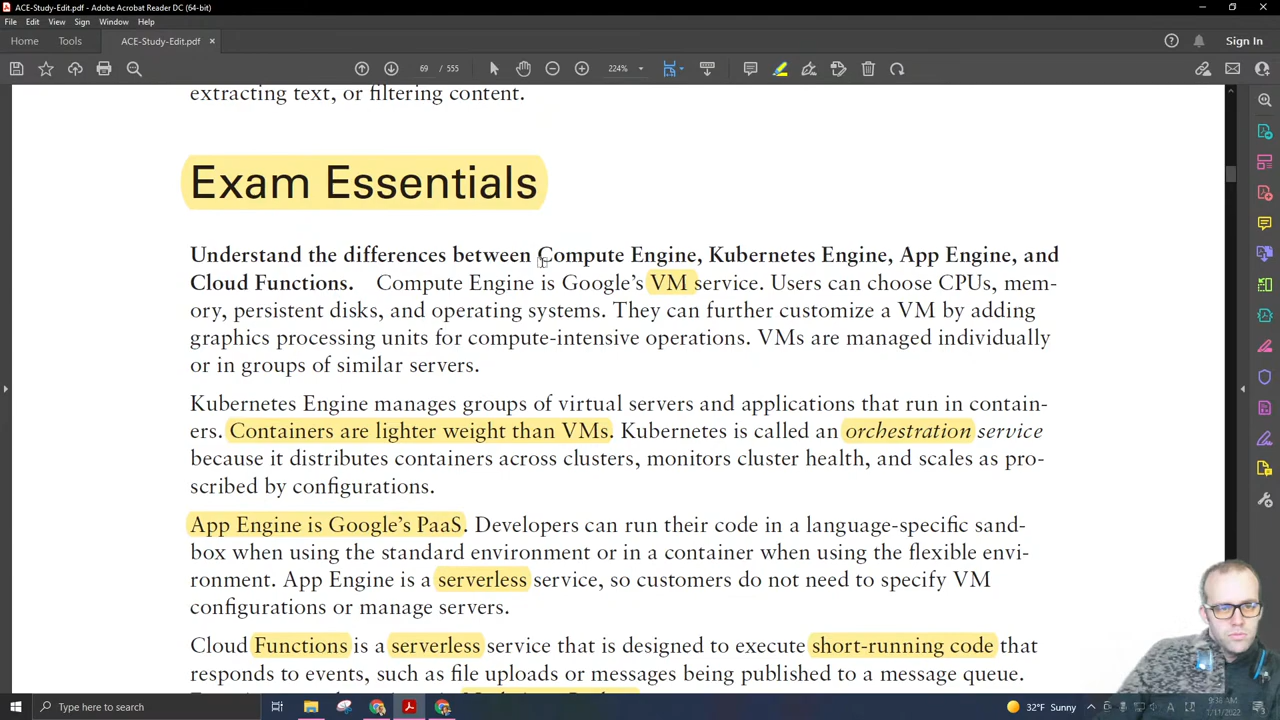 ACE-Study-Edit.pdf - Adobe Acrobat Reader DC (64-bit)
File Edit View Sign Window Help
Home Tools ACE-Study-Edit.pdf × Sign In
69 / 555 224%
extracting text, or filtering content.
Exam Essentials
Understand the differences between Compute Engine, Kubernetes Engine, App Engine, and
Cloud Functions. Compute Engine is Google’s VM service. Users can choose CPUs, mem-
ory, persistent disks, and operating systems. They can further customize a VM by adding
graphics processing units for compute-intensive operations. VMs are managed individually
or in groups of similar servers.
Kubernetes Engine manages groups of virtual servers and applications that run in contain-
ers. Containers are lighter weight than VMs. Kubernetes is called an orchestration service
because it distributes containers across clusters, monitors cluster health, and scales as pro-
scribed by configurations.
App Engine is Google’s PaaS. Developers can run their code in a language-specific sand-
box when using the standard environment or in a container when using the flexible envi-
ronment. App Engine is a serverless service, so customers do not need to specify VM
configurations or manage servers.
Cloud Functions is a serverless service that is designed to execute short-running code that
responds to events, such as file uploads or messages being published to a message queue.
Type here to search
32°F Sunny
9:38 AM
1/11/2022